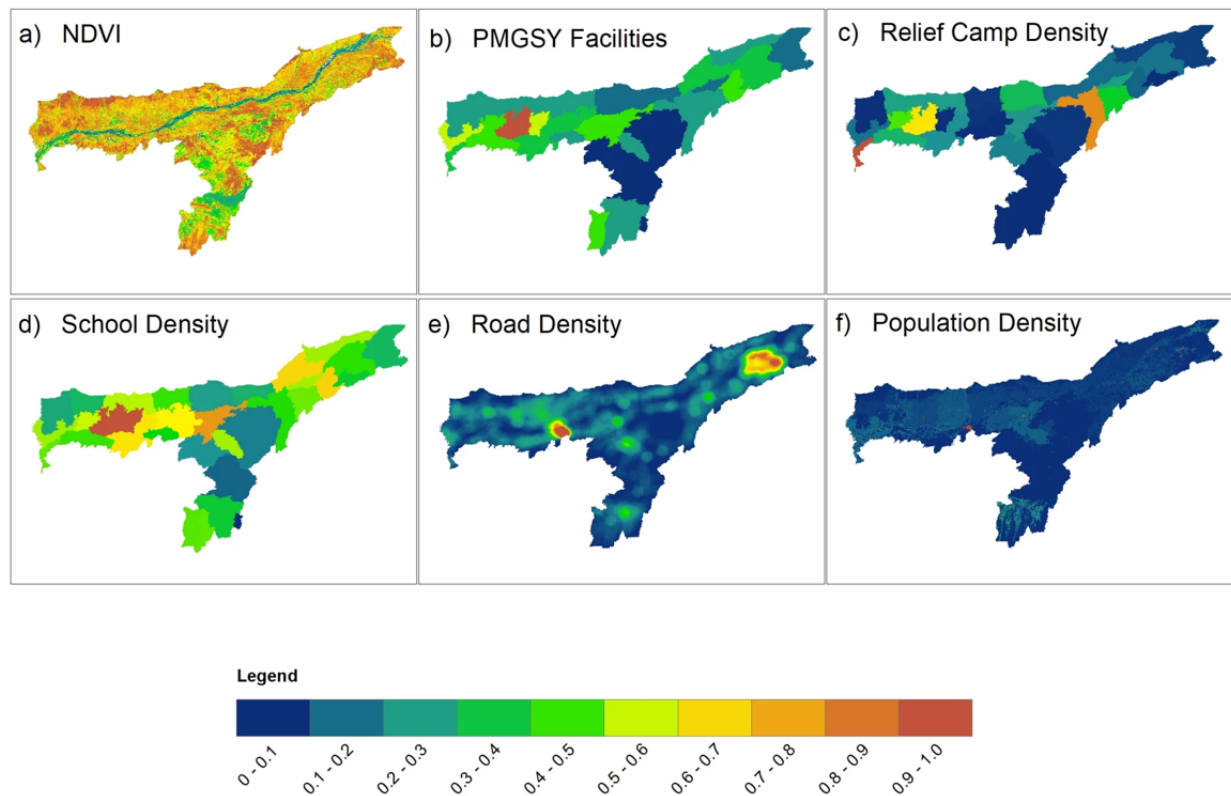 a) NDVI
b) PMGSY Facilities
c) Relief Camp Density
d) School Density
e) Road Density
f) Population Density
Legend
0 - 0.1
0.1 - 0.2
0.2 - 0.3
0.3 - 0.4
0.4 - 0.5
0.5 - 0.6
0.6 - 0.7
0.7 - 0.8
0.8 - 0.9
0.9 - 1.0